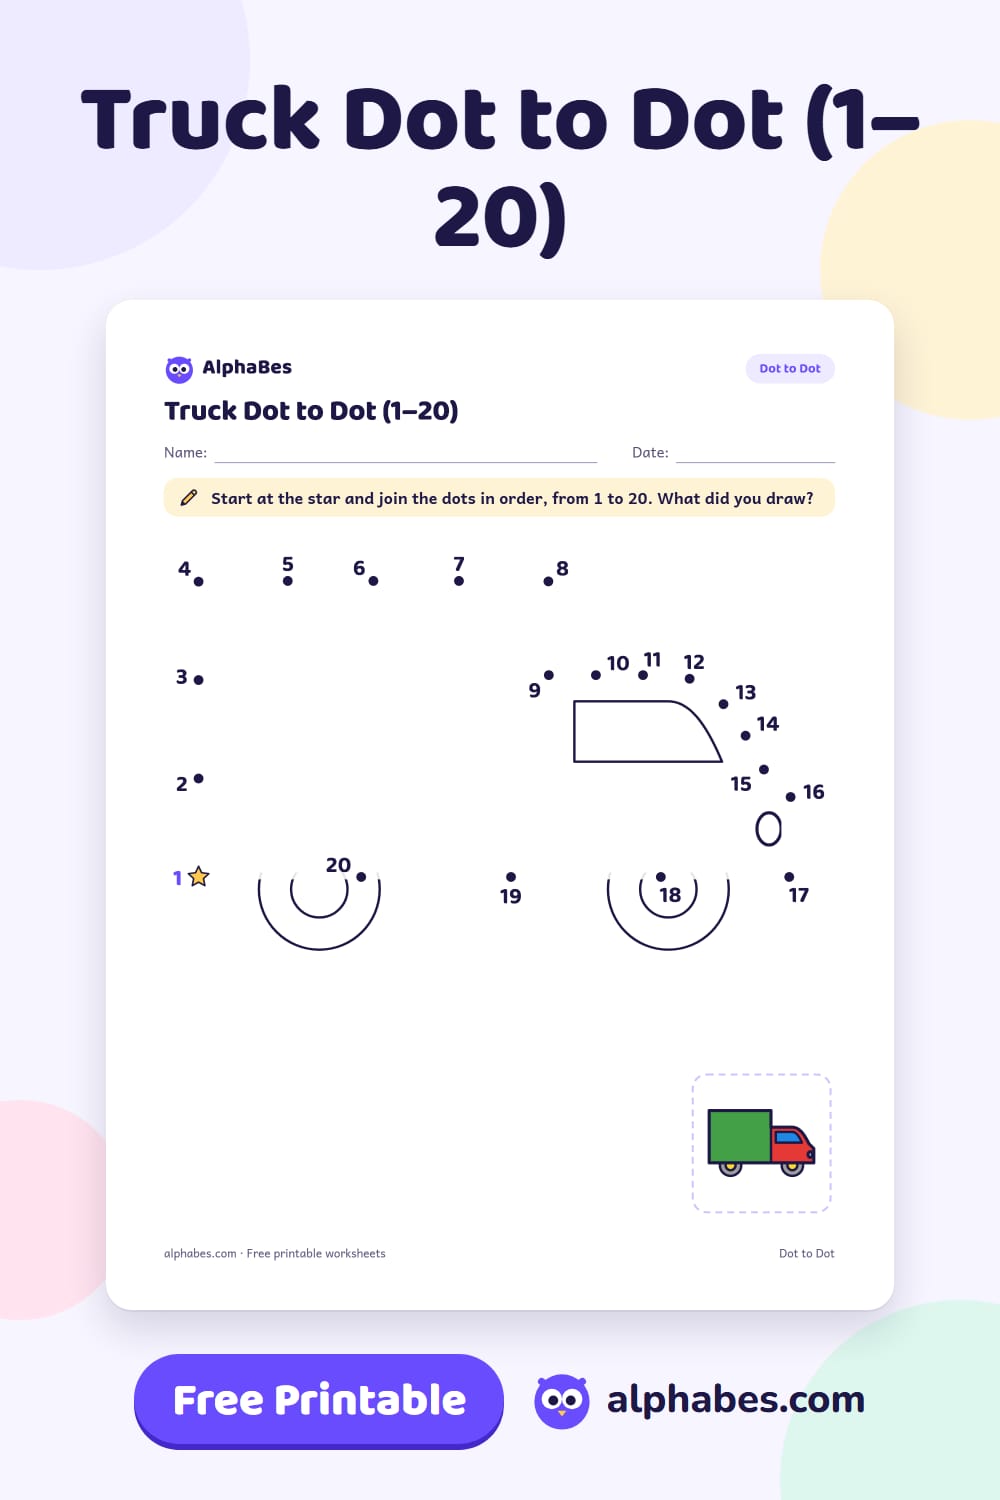 Truck Dot to Dot (1–
20)
AlphaBes
Dot to Dot
Truck Dot to Dot (1–20)
Name:
Date:
Start at the star and join the dots in order, from 1 to 20. What did you draw?
4 5 6 7 8
3 9 10 11 12
13
14
2 15 16
1 20 19 18 17
alphabes.com · Free printable worksheets
Dot to Dot
Free Printable
alphabes.com